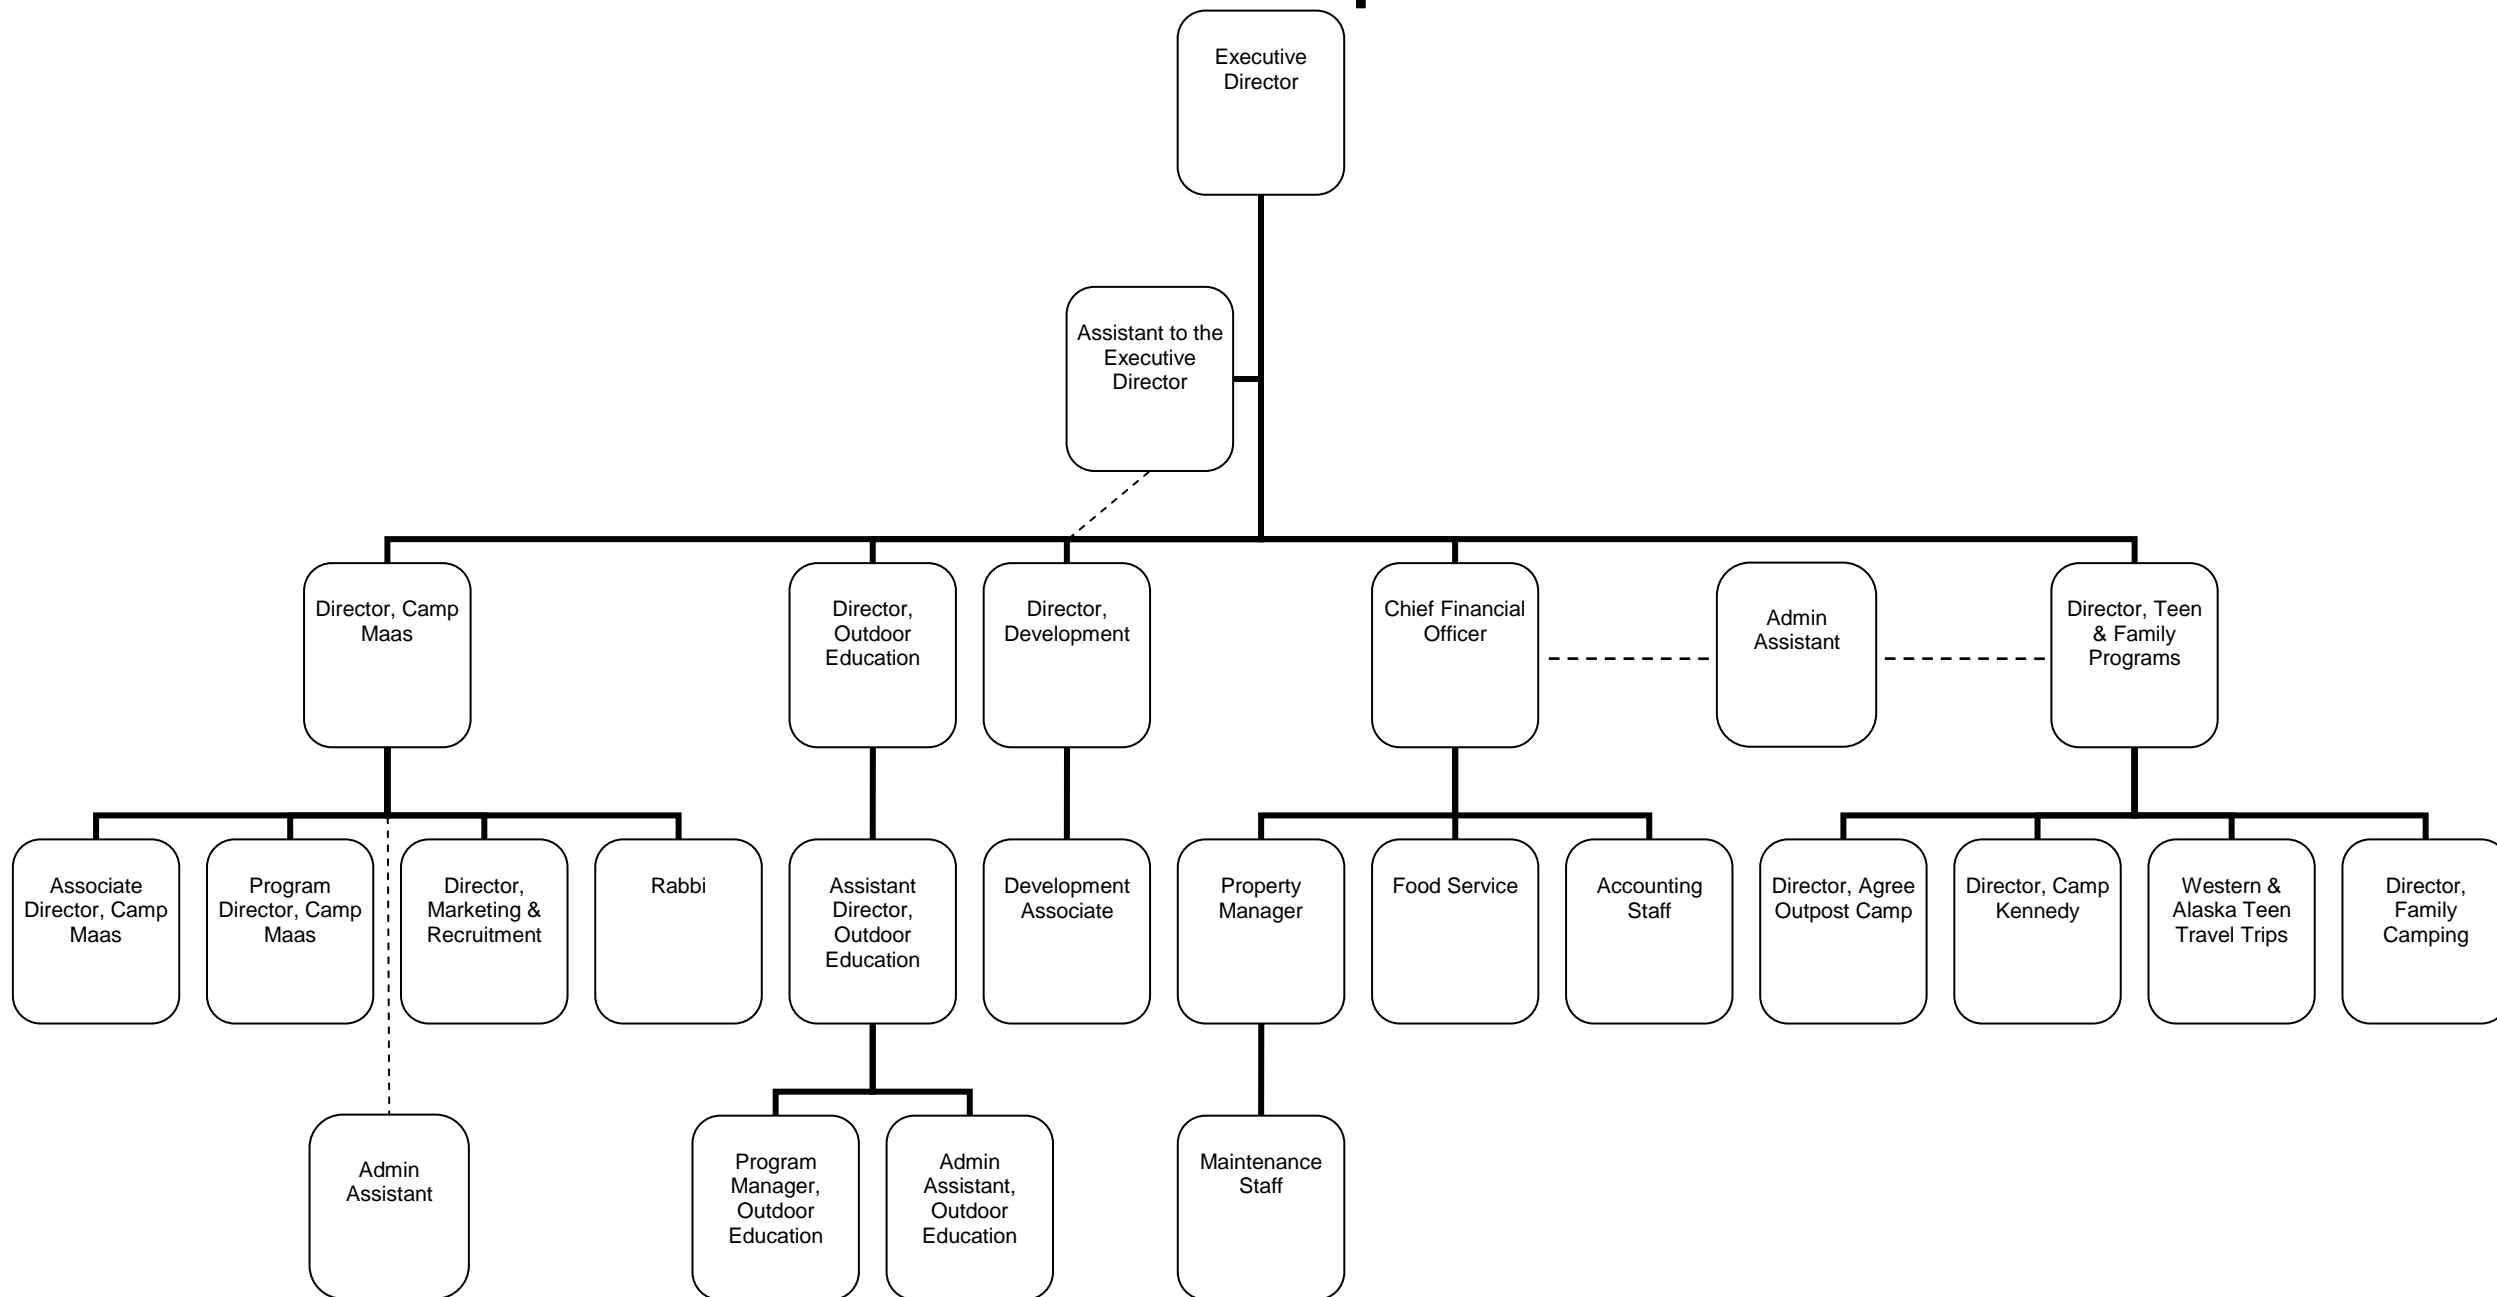 Executive
Director
Assistant to the
Executive
Director
Director, Camp
Maas
Director,
Outdoor
Education
Director,
Development
Chief Financial
Officer
Admin
Assistant
Director, Teen
& Family
Programs
Associate
Director, Camp
Maas
Program
Director, Camp
Maas
Director,
Marketing &
Recruitment
Rabbi
Assistant
Director,
Outdoor
Education
Development
Associate
Property
Manager
Food Service
Accounting
Staff
Director, Agree
Outpost Camp
Director, Camp
Kennedy
Western &
Alaska Teen
Travel Trips
Director,
Family
Camping
Admin
Assistant
Program
Manager,
Outdoor
Education
Admin
Assistant,
Outdoor
Education
Maintenance
Staff